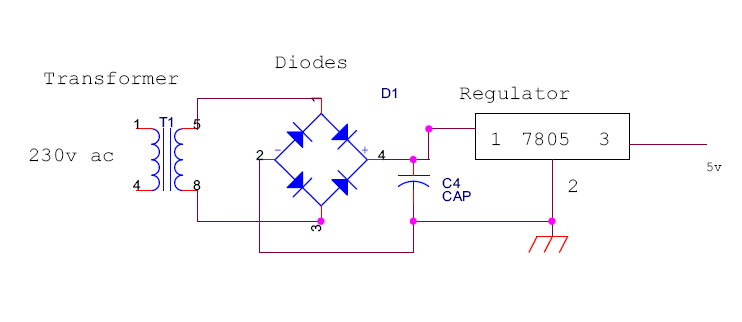 Diodes
Transformer
D1
Regulator
1
T1
5
1
1 7805 3
230v ac
2
-
+
4
5v
4
8
C4
CAP
2
3